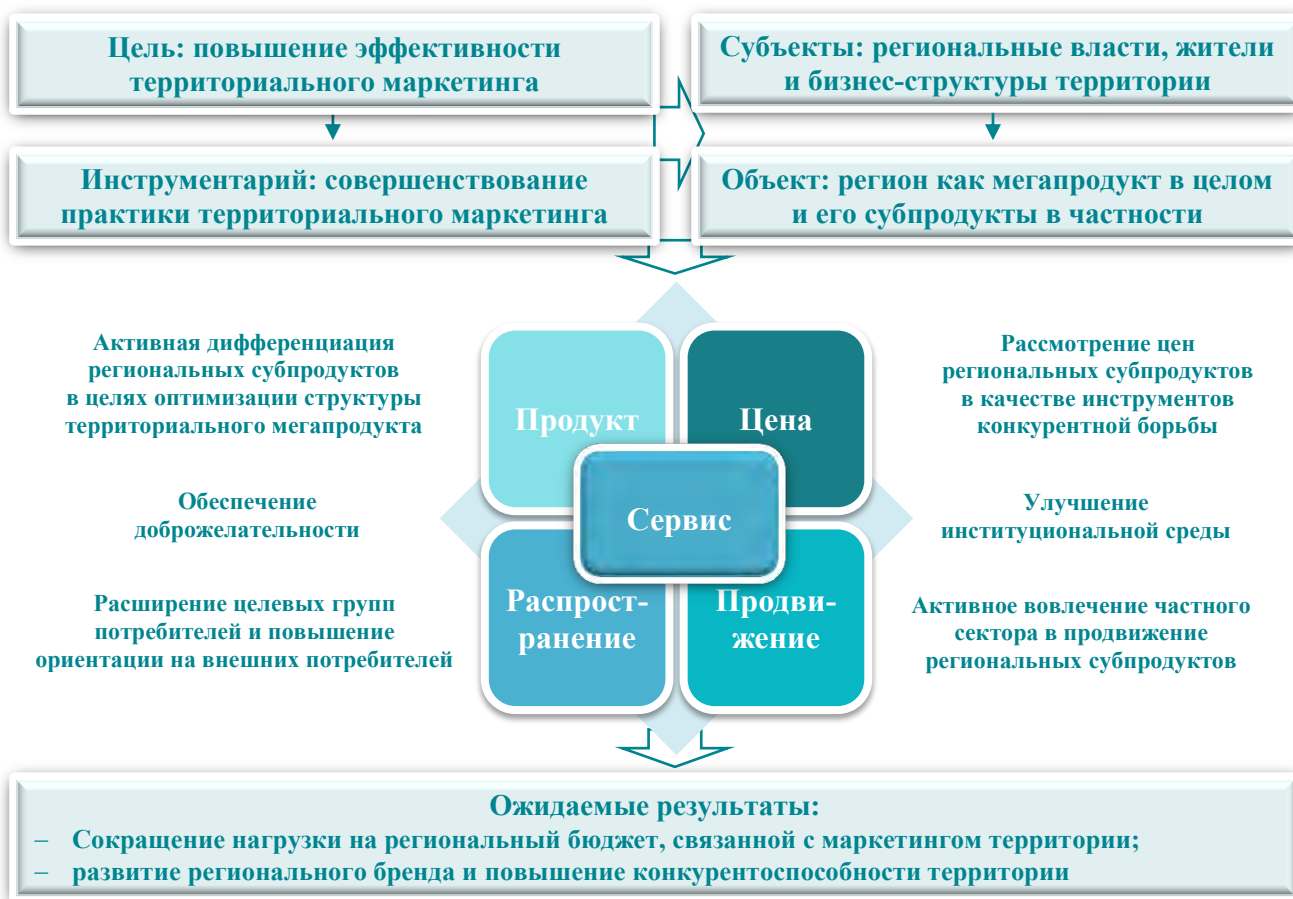 Цель: повышение эффективности
территориального маркетинга
Субъекты: региональные власти, жители
и бизнес-структуры территории
Инструментарий: совершенствование
практики территориального маркетинга
Объект: регион как мегапродукт в целом
и его субпродукты в частности
Активная дифференциация
региональных субпродуктов
в целях оптимизации структуры
территориального мегапродукта
Обеспечение
доброжелательности
Расширение целевых групп
потребителей и повышение
ориентации на внешних потребителей
Продукт
Цена
Сервис
Распрост-
ранение
Продви-
жение
Рассмотрение цен
региональных субпродуктов
в качестве инструментов
конкурентной борьбы
Улучшение
институциональной среды
Активное вовлечение частного
сектора в продвижение
региональных субпродуктов
Ожидаемые результаты:
– Сокращение нагрузки на региональный бюджет, связанной с маркетингом территории;
– развитие регионального бренда и повышение конкурентоспособности территории